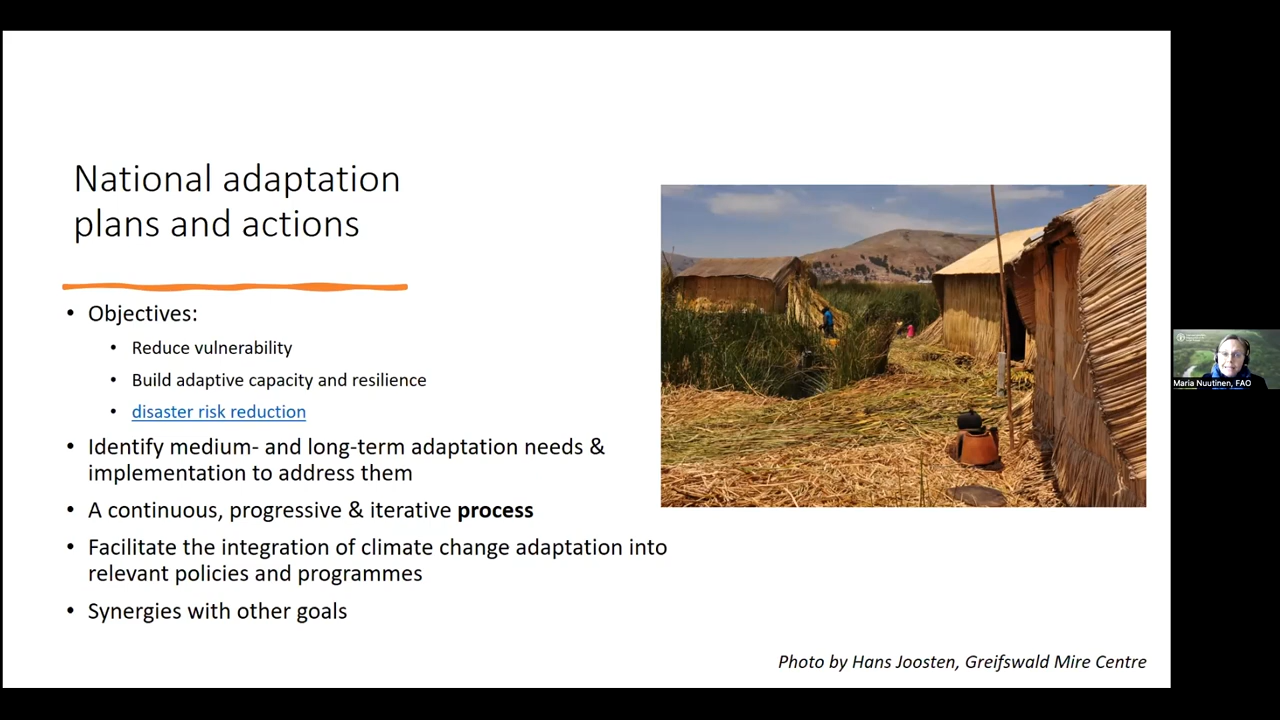 National adaptation
plans and actions
• Objectives:
• Reduce vulnerability
• Build adaptive capacity and resilience
• disaster risk reduction
• Identify medium- and long-term adaptation needs &
implementation to address them
• A continuous, progressive & iterative process
• Facilitate the integration of climate change adaptation into
relevant policies and programmes
• Synergies with other goals
Photo by Hans Joosten, Greifswald Mire Centre
Maria Nuutinen, FAO